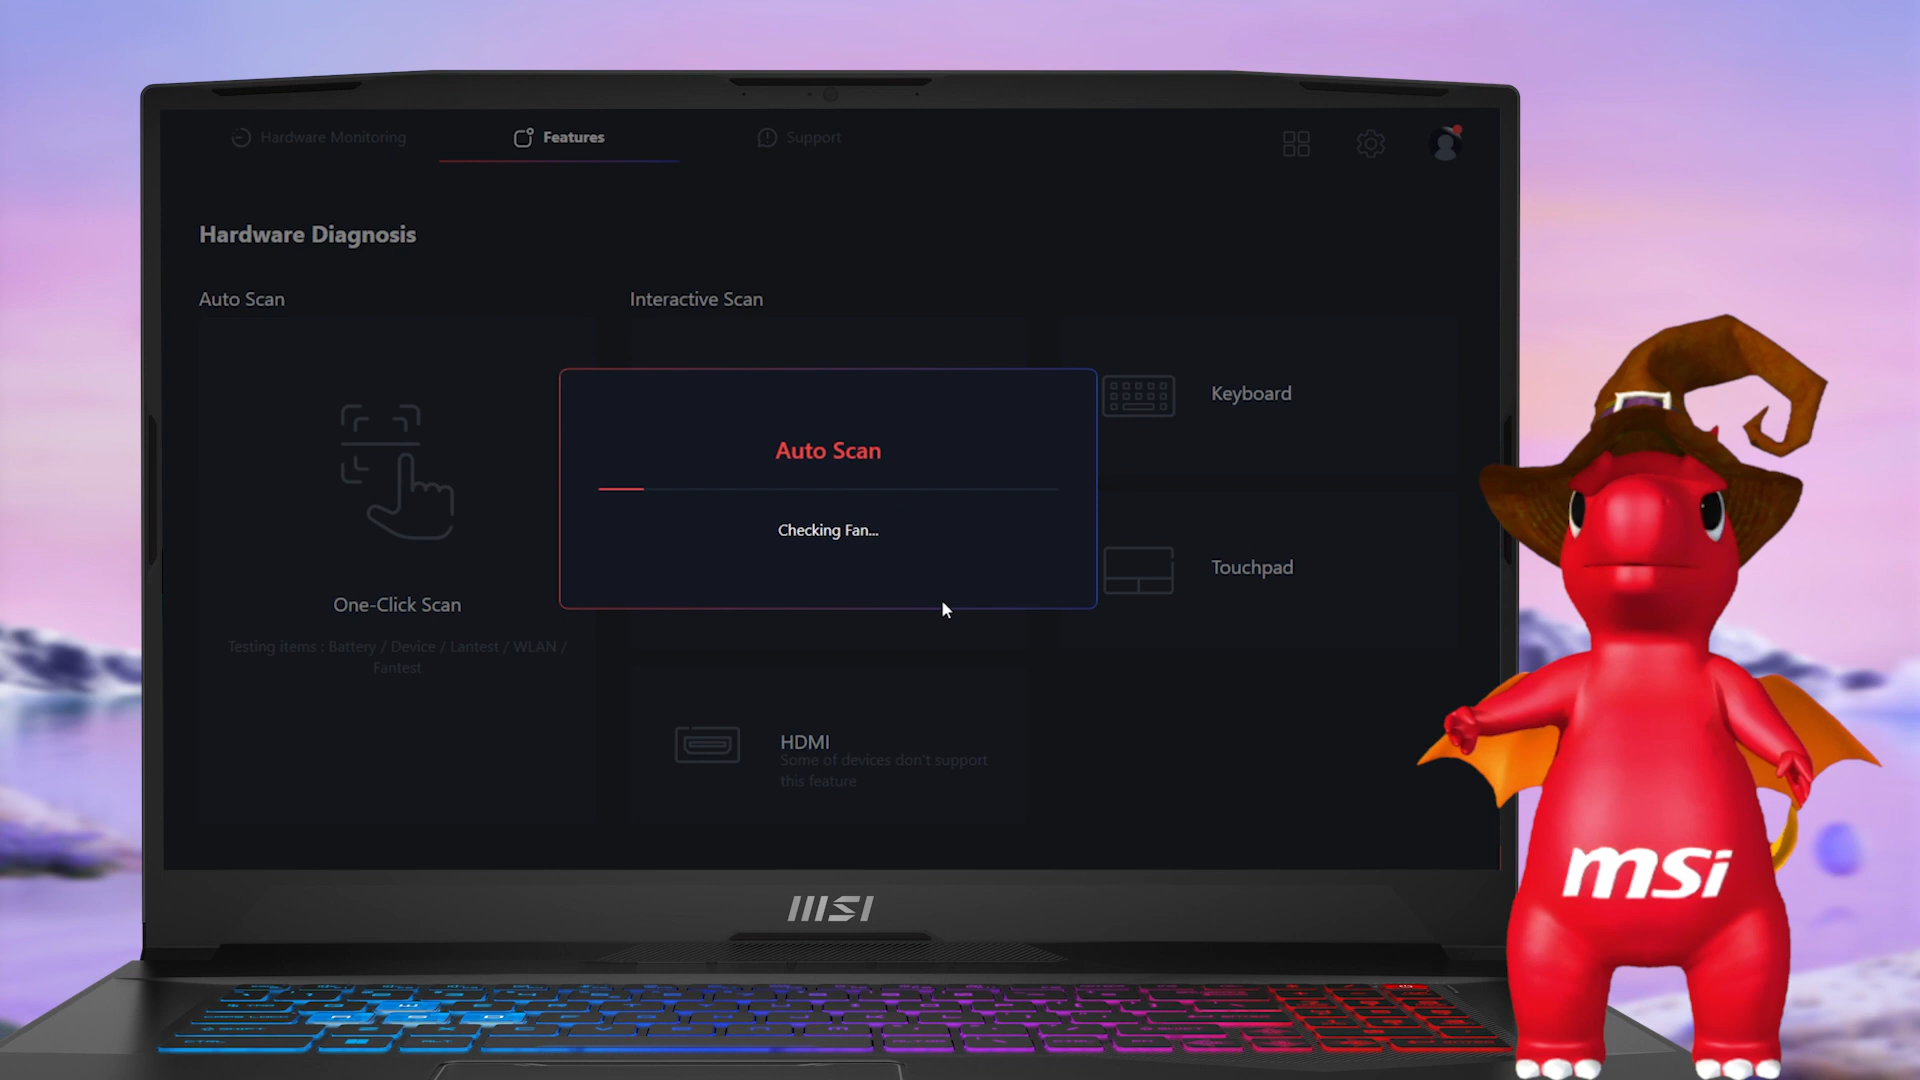 Hardware Monitoring
Features
Support
Hardware Diagnosis
Auto Scan
Interactive Scan
Keyboard
Auto Scan
Checking Fan...
Touchpad
One-Click Scan
Testing items : Battery / Device / Lantest / WLAN /
Fantest
HDMI
Some of devices don't support
this feature
msi
msi